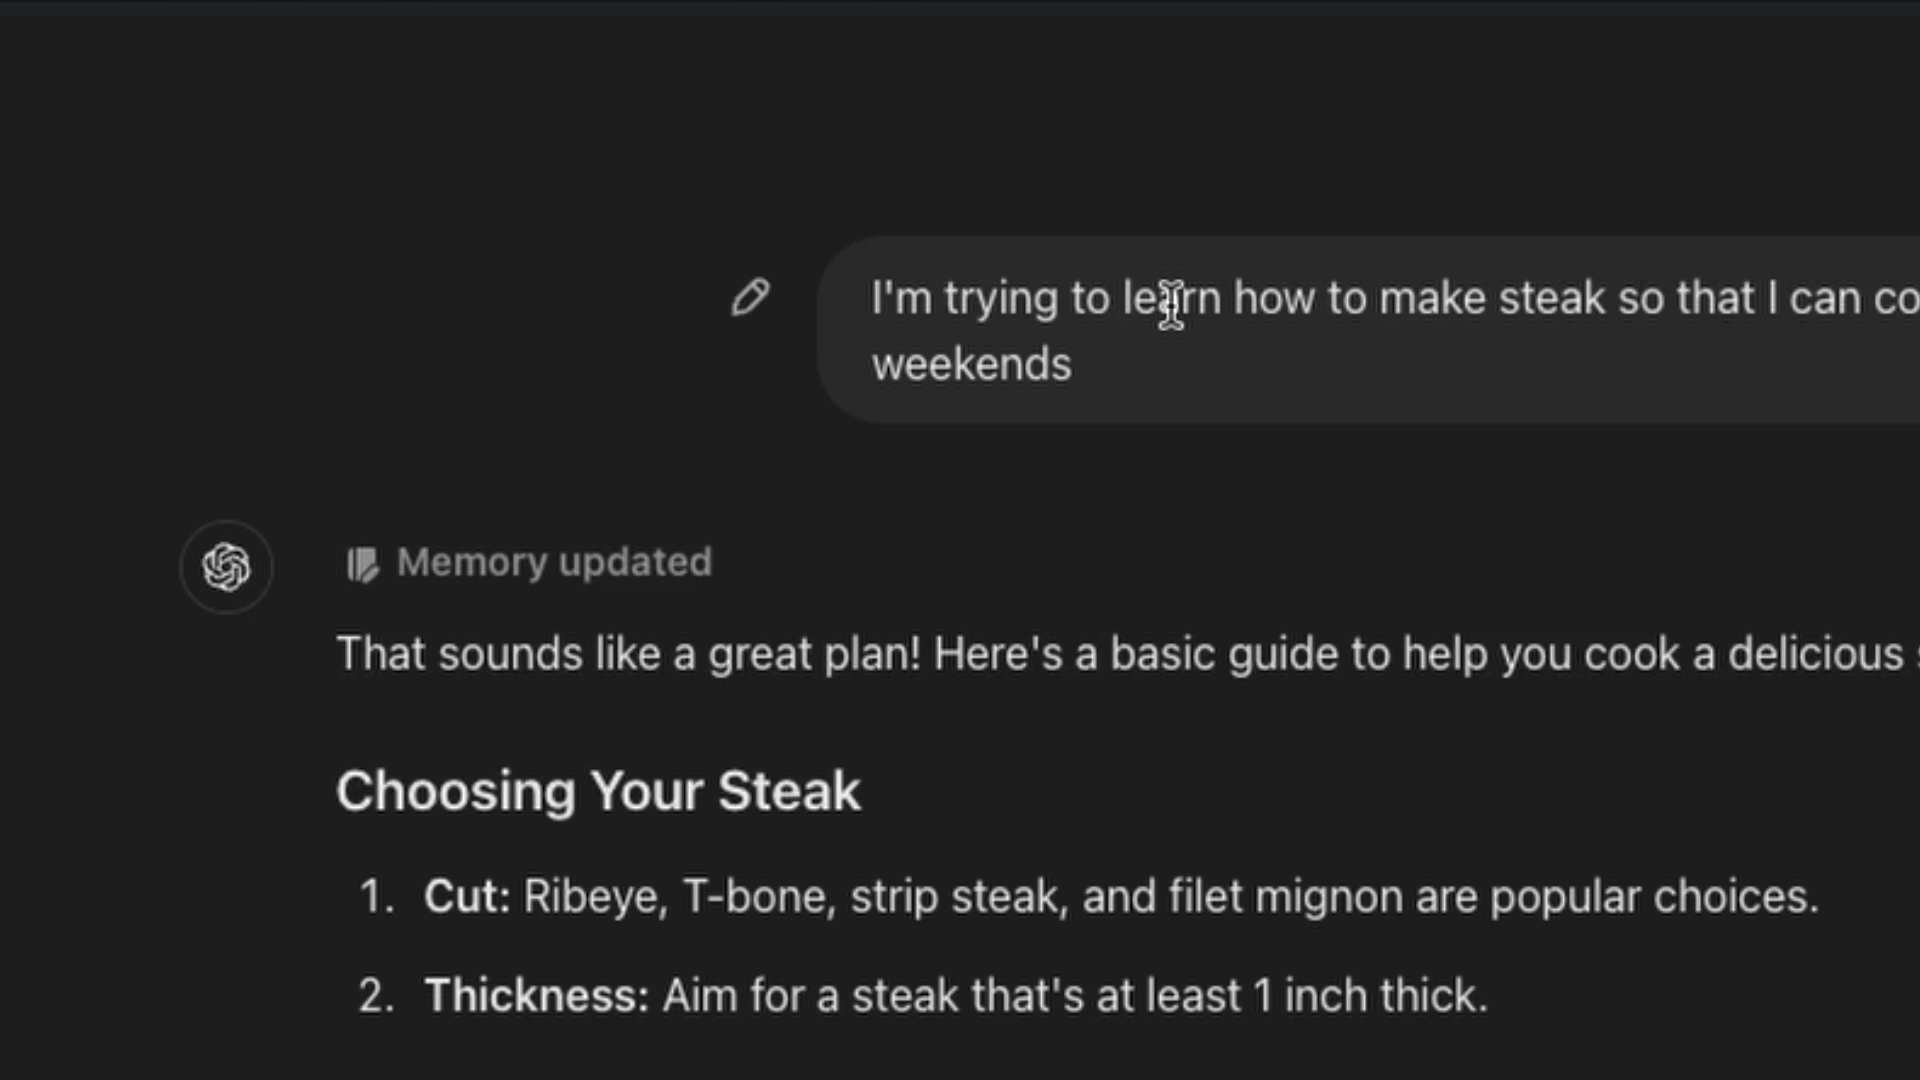 I'm trying to learn how to make steak so that I can co
weekends
Memory updated
That sounds like a great plan! Here's a basic guide to help you cook a delicious
Choosing Your Steak
1. Cut: Ribeye, T-bone, strip steak, and filet mignon are popular choices.
2. Thickness: Aim for a steak that's at least 1 inch thick.